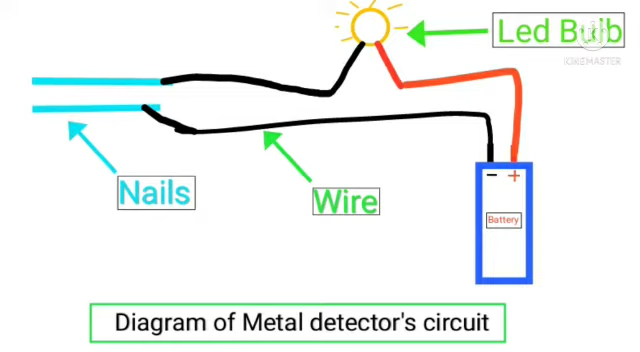 Led Bulb
KINEMASTER
Nails
Wire
- +
Battery
Diagram of Metal detector's circuit